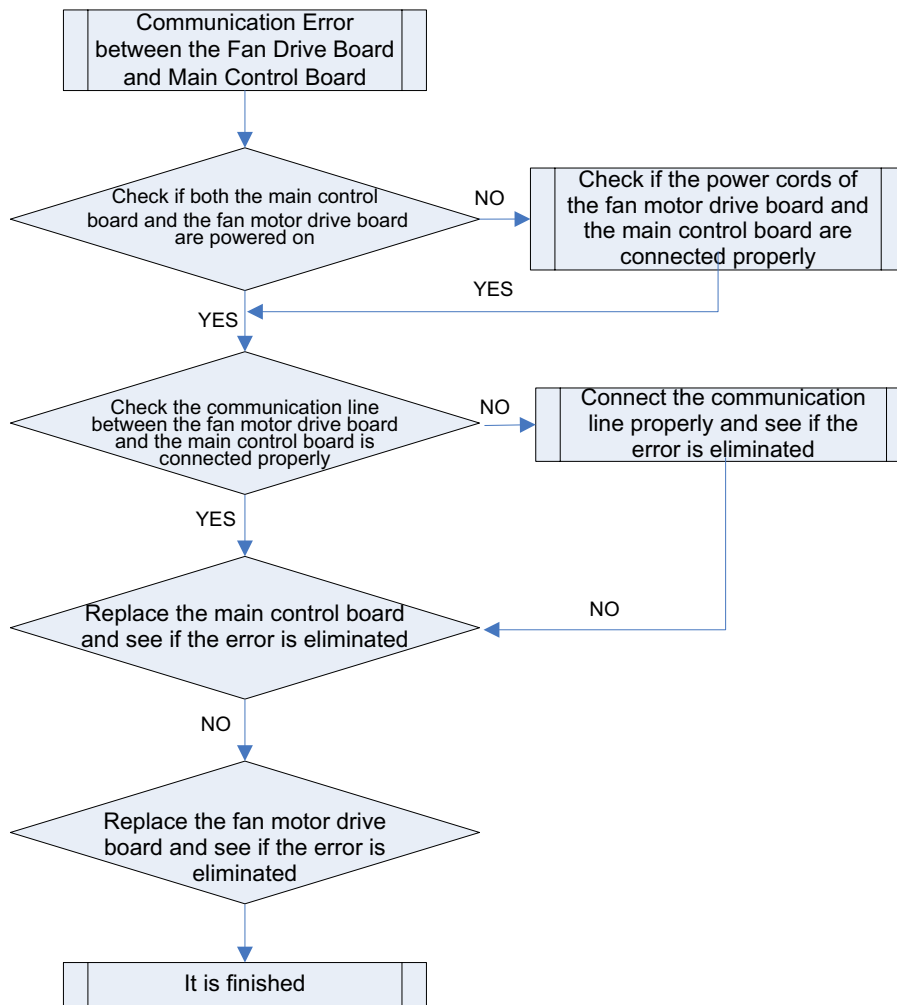 Communication Error
between the Fan Drive Board
and Main Control Board
Check if both the main control
board and the fan motor drive board
are powered on
NO
Check if the power cords of
the fan motor drive board and
the main control board are
connected properly
YES
YES
Check the communication line
between the fan motor drive board
and the main control board is
connected properly
NO
Connect the communication
line properly and see if the
error is eliminated
YES
NO
Replace the main control board
and see if the error is eliminated
NO
Replace the fan motor drive
board and see if the error is
eliminated
It is finished